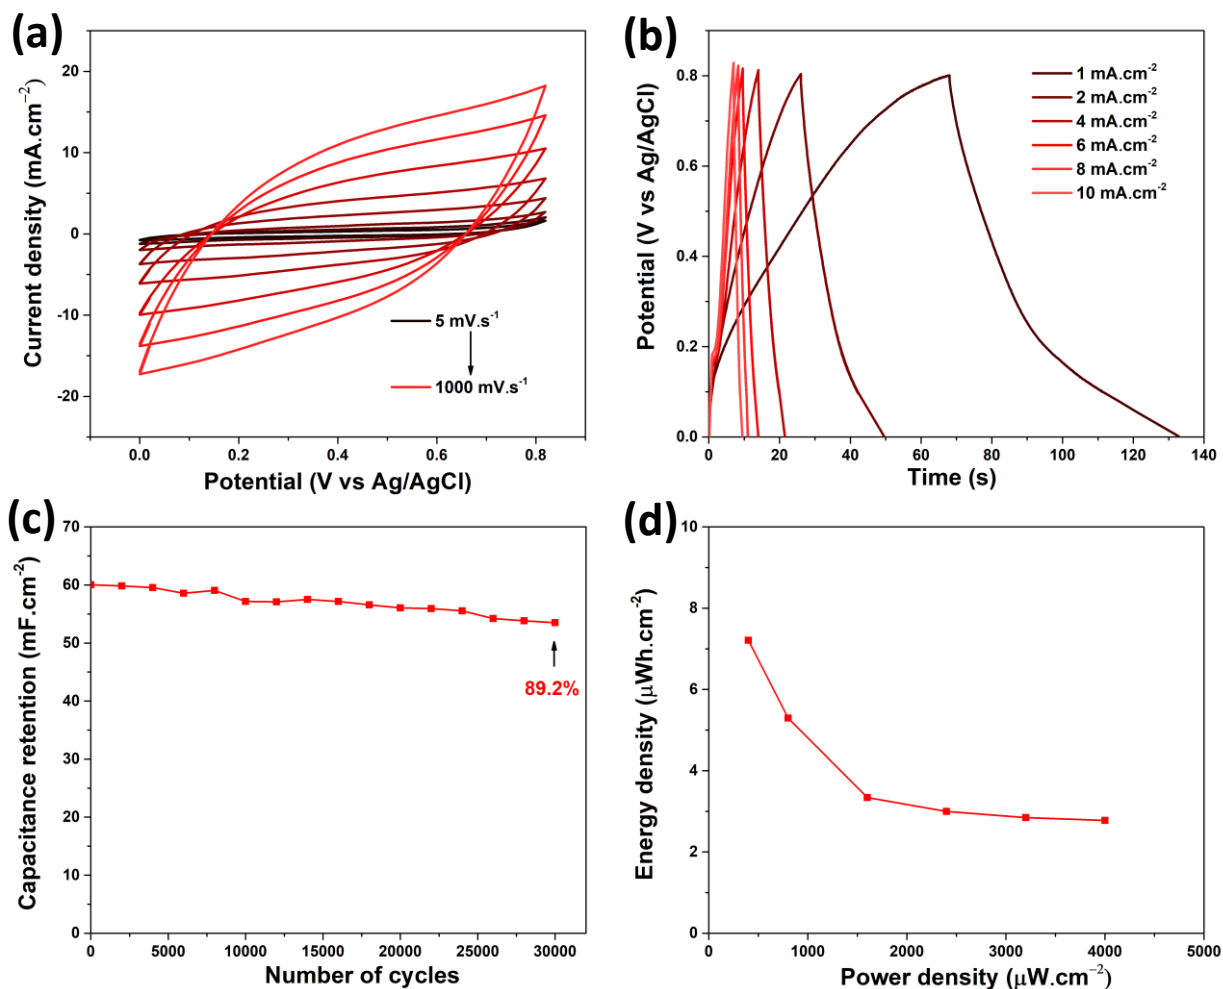 (a)
Current density (mA.cm⁻²)
20
10
0
-10
-20
0.0 0.2 0.4 0.6 0.8
Potential (V vs Ag/AgCl)
5 mV.s⁻¹
1000 mV.s⁻¹
(b)
Potential (V vs Ag/AgCl)
0.8
0.6
0.4
0.2
0.0
0 20 40 60 80 100 120 140
Time (s)
1 mA.cm⁻²
2 mA.cm⁻²
4 mA.cm⁻²
6 mA.cm⁻²
8 mA.cm⁻²
10 mA.cm⁻²
(c)
Capacitance retention (mF.cm⁻²)
70
60
50
40
30
20
10
0
0 5000 10000 15000 20000 25000 30000
Number of cycles
89.2%
(d)
Energy density (μWh.cm⁻²)
10
8
6
4
2
0
0 1000 2000 3000 4000 5000
Power density (μW.cm⁻²)